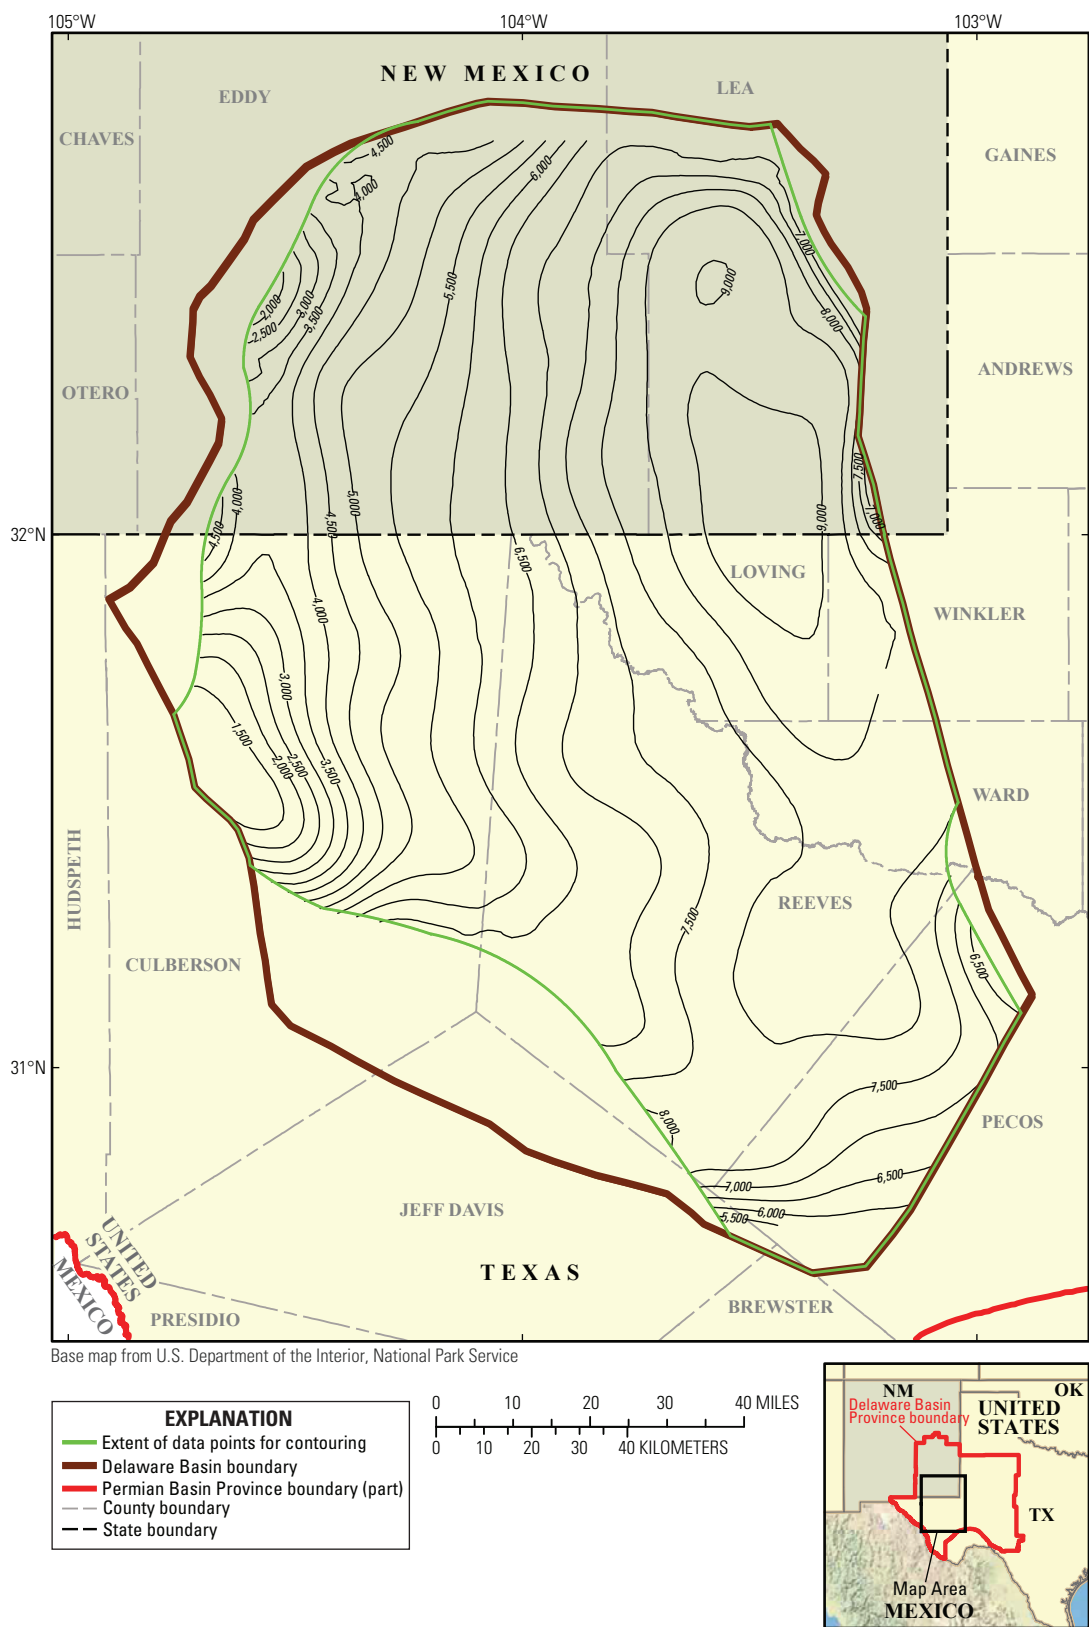 105°W
104°W
103°W
NEW MEXICO
EDDY
LEA
CHAVES
GAINES
4,500
4,000
6,000
7,000
5,500
9,000
2,000
3,000
2,500
3,500
8,000
ANDREWS
OTERO
7,500
5,000
4,000
4,500
4,500
9,000
7,000
32°N
6,500
LOVING
4,000
WINKLER
3,000
1,500
2,500
2,000
3,500
WARD
HUDSPETH
REEVES
7,500
CULBERSON
6,500
31°N
7,500
8,000
PECOS
6,500
7,000
6,000
5,500
JEFF DAVIS
UNITED
STATES
MEXICO
TEXAS
BREWSTER
PRESIDIO
Base map from U.S. Department of the Interior, National Park Service
EXPLANATION
Extent of data points for contouring
Delaware Basin boundary
Permian Basin Province boundary (part)
County boundary
State boundary
0 10 20 30 40 MILES
0 10 20 30 40 KILOMETERS
NM
OK
Delaware Basin
Province boundary
UNITED
STATES
TX
Map Area
MEXICO